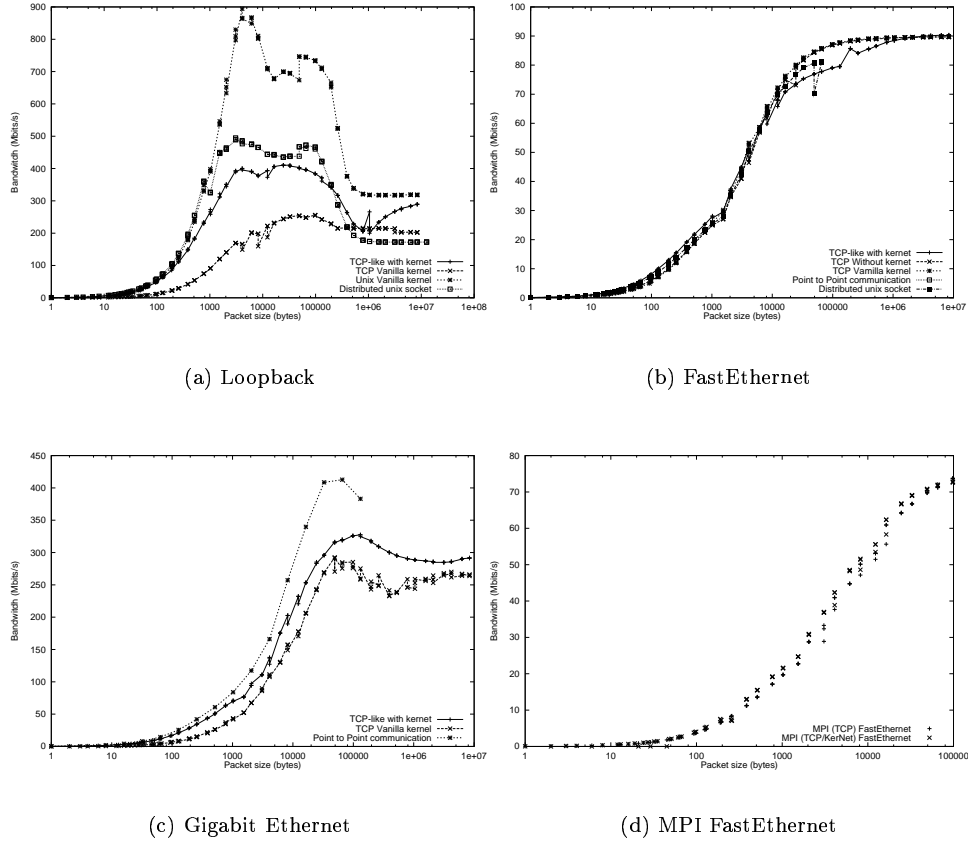 1000
900
800
700
600
500
400
300
200
100
0
Bandwitdh (Mbits/s)
1 10 100 1000 10000 100000 1e+06 1e+07 1e+08
Packet size (bytes)
TCP-like with kernet
TCP Vanilla kernel
Unix Vanilla kernel
Distributed unix socket
(a) Loopback
100
90
80
70
60
50
40
30
20
10
0
Bandwitdh (Mbits/s)
1 10 100 1000 10000 100000 1e+06 1e+07
Packet size (bytes)
TCP-like with kernet
TCP Without kernet
TCP Vamilla kernel
Point to Point communication
Distributed unix socket
(b) FastEthernet
450
400
350
300
250
200
150
100
50
0
Bandwitdh (Mbits/s)
1 10 100 1000 10000 100000 1e+06 1e+07
Packet size (bytes)
TCP-like with kernet
TCP Vanilla kernel
Point to Point communication
(c) Gigabit Ethernet
80
70
60
50
40
30
20
10
0
Bandwitdh (Mbits/s)
1 10 100 1000 10000 100000
Packet size (bytes)
MPI (TCP) FastEthernet
MPI (TCP/KerNet) FastEthernet
(d) MPI FastEthernet